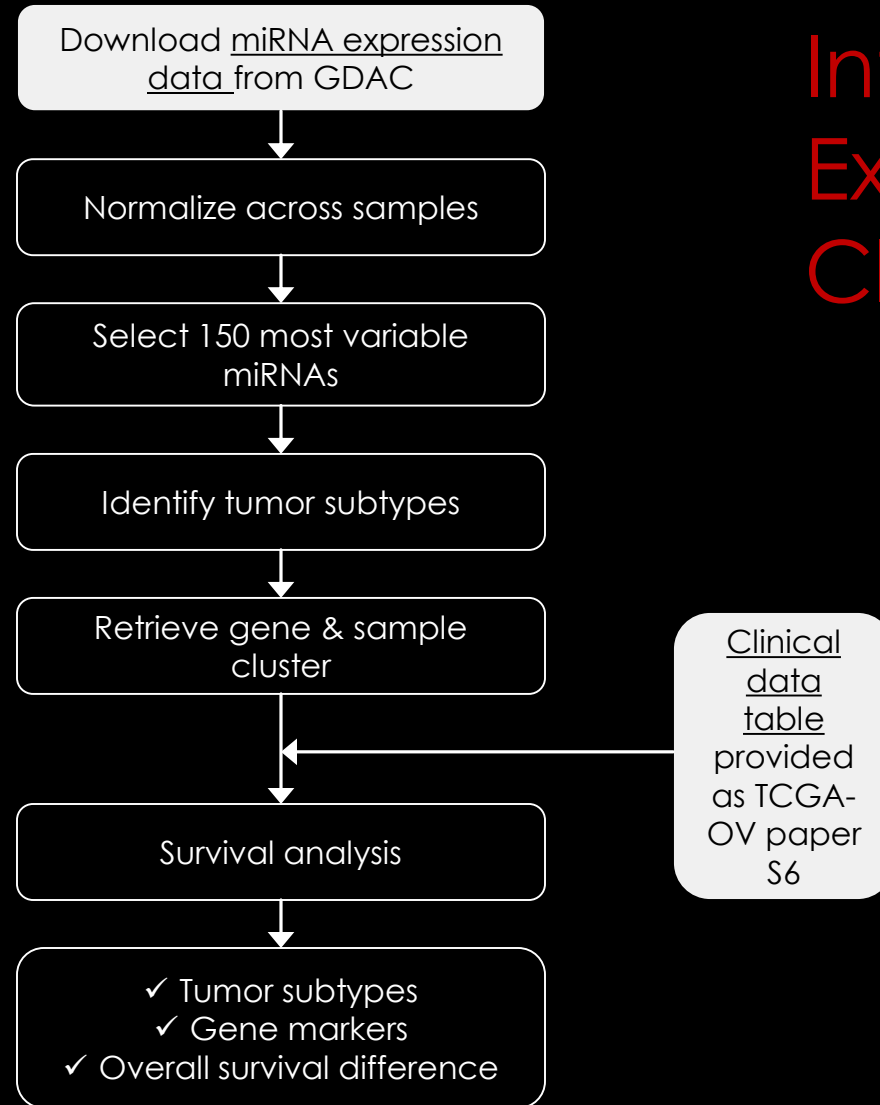 Download miRNA expression
data from GDAC
Normalize across samples
Select 150 most variable
miRNAs
Identify tumor subtypes
Retrieve gene & sample
cluster
Clinical
data
table
provided
as TCGA-
OV paper
S6
Survival analysis
✓ Tumor subtypes
✓ Gene markers
✓ Overall survival difference